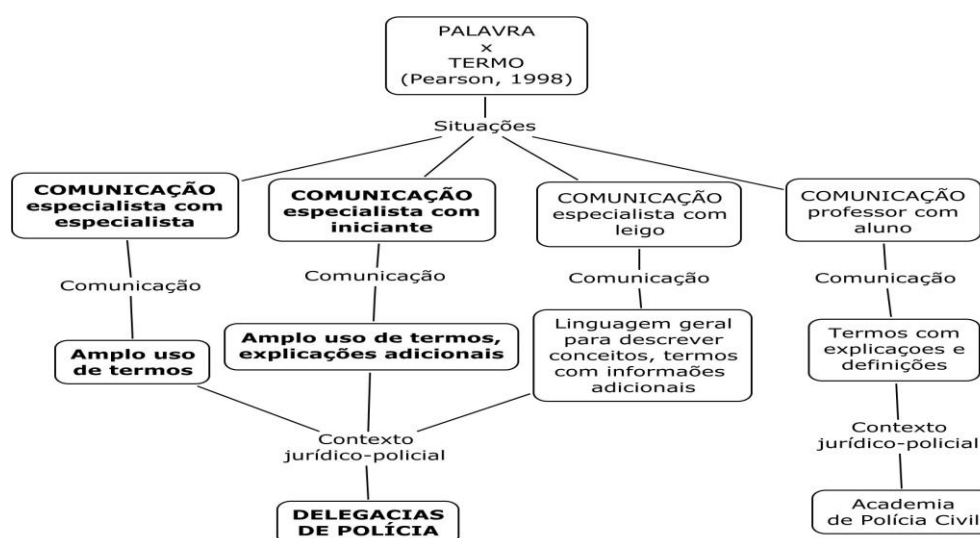 PALAVRA
x
TERMO
(Pearson, 1998)
Situações
COMUNICAÇÃO
especialista com
especialista
COMUNICAÇÃO
especialista com
iniciante
COMUNICAÇÃO
especialista com
leigo
COMUNICAÇÃO
professor com
aluno
Comunicação
Comunicação
Comunicação
Comunicação
Amplo uso
de termos
Amplo uso de termos,
explicações adicionais
Linguagem geral
para descrever
conceitos, termos
com informaões
adicionais
Termos com
explicaçoes e
definições
Contexto
jurídico-policial
Contexto
jurídico-policial
DELEGACIAS
DE POLÍCIA
Academia
de Polícia Civil